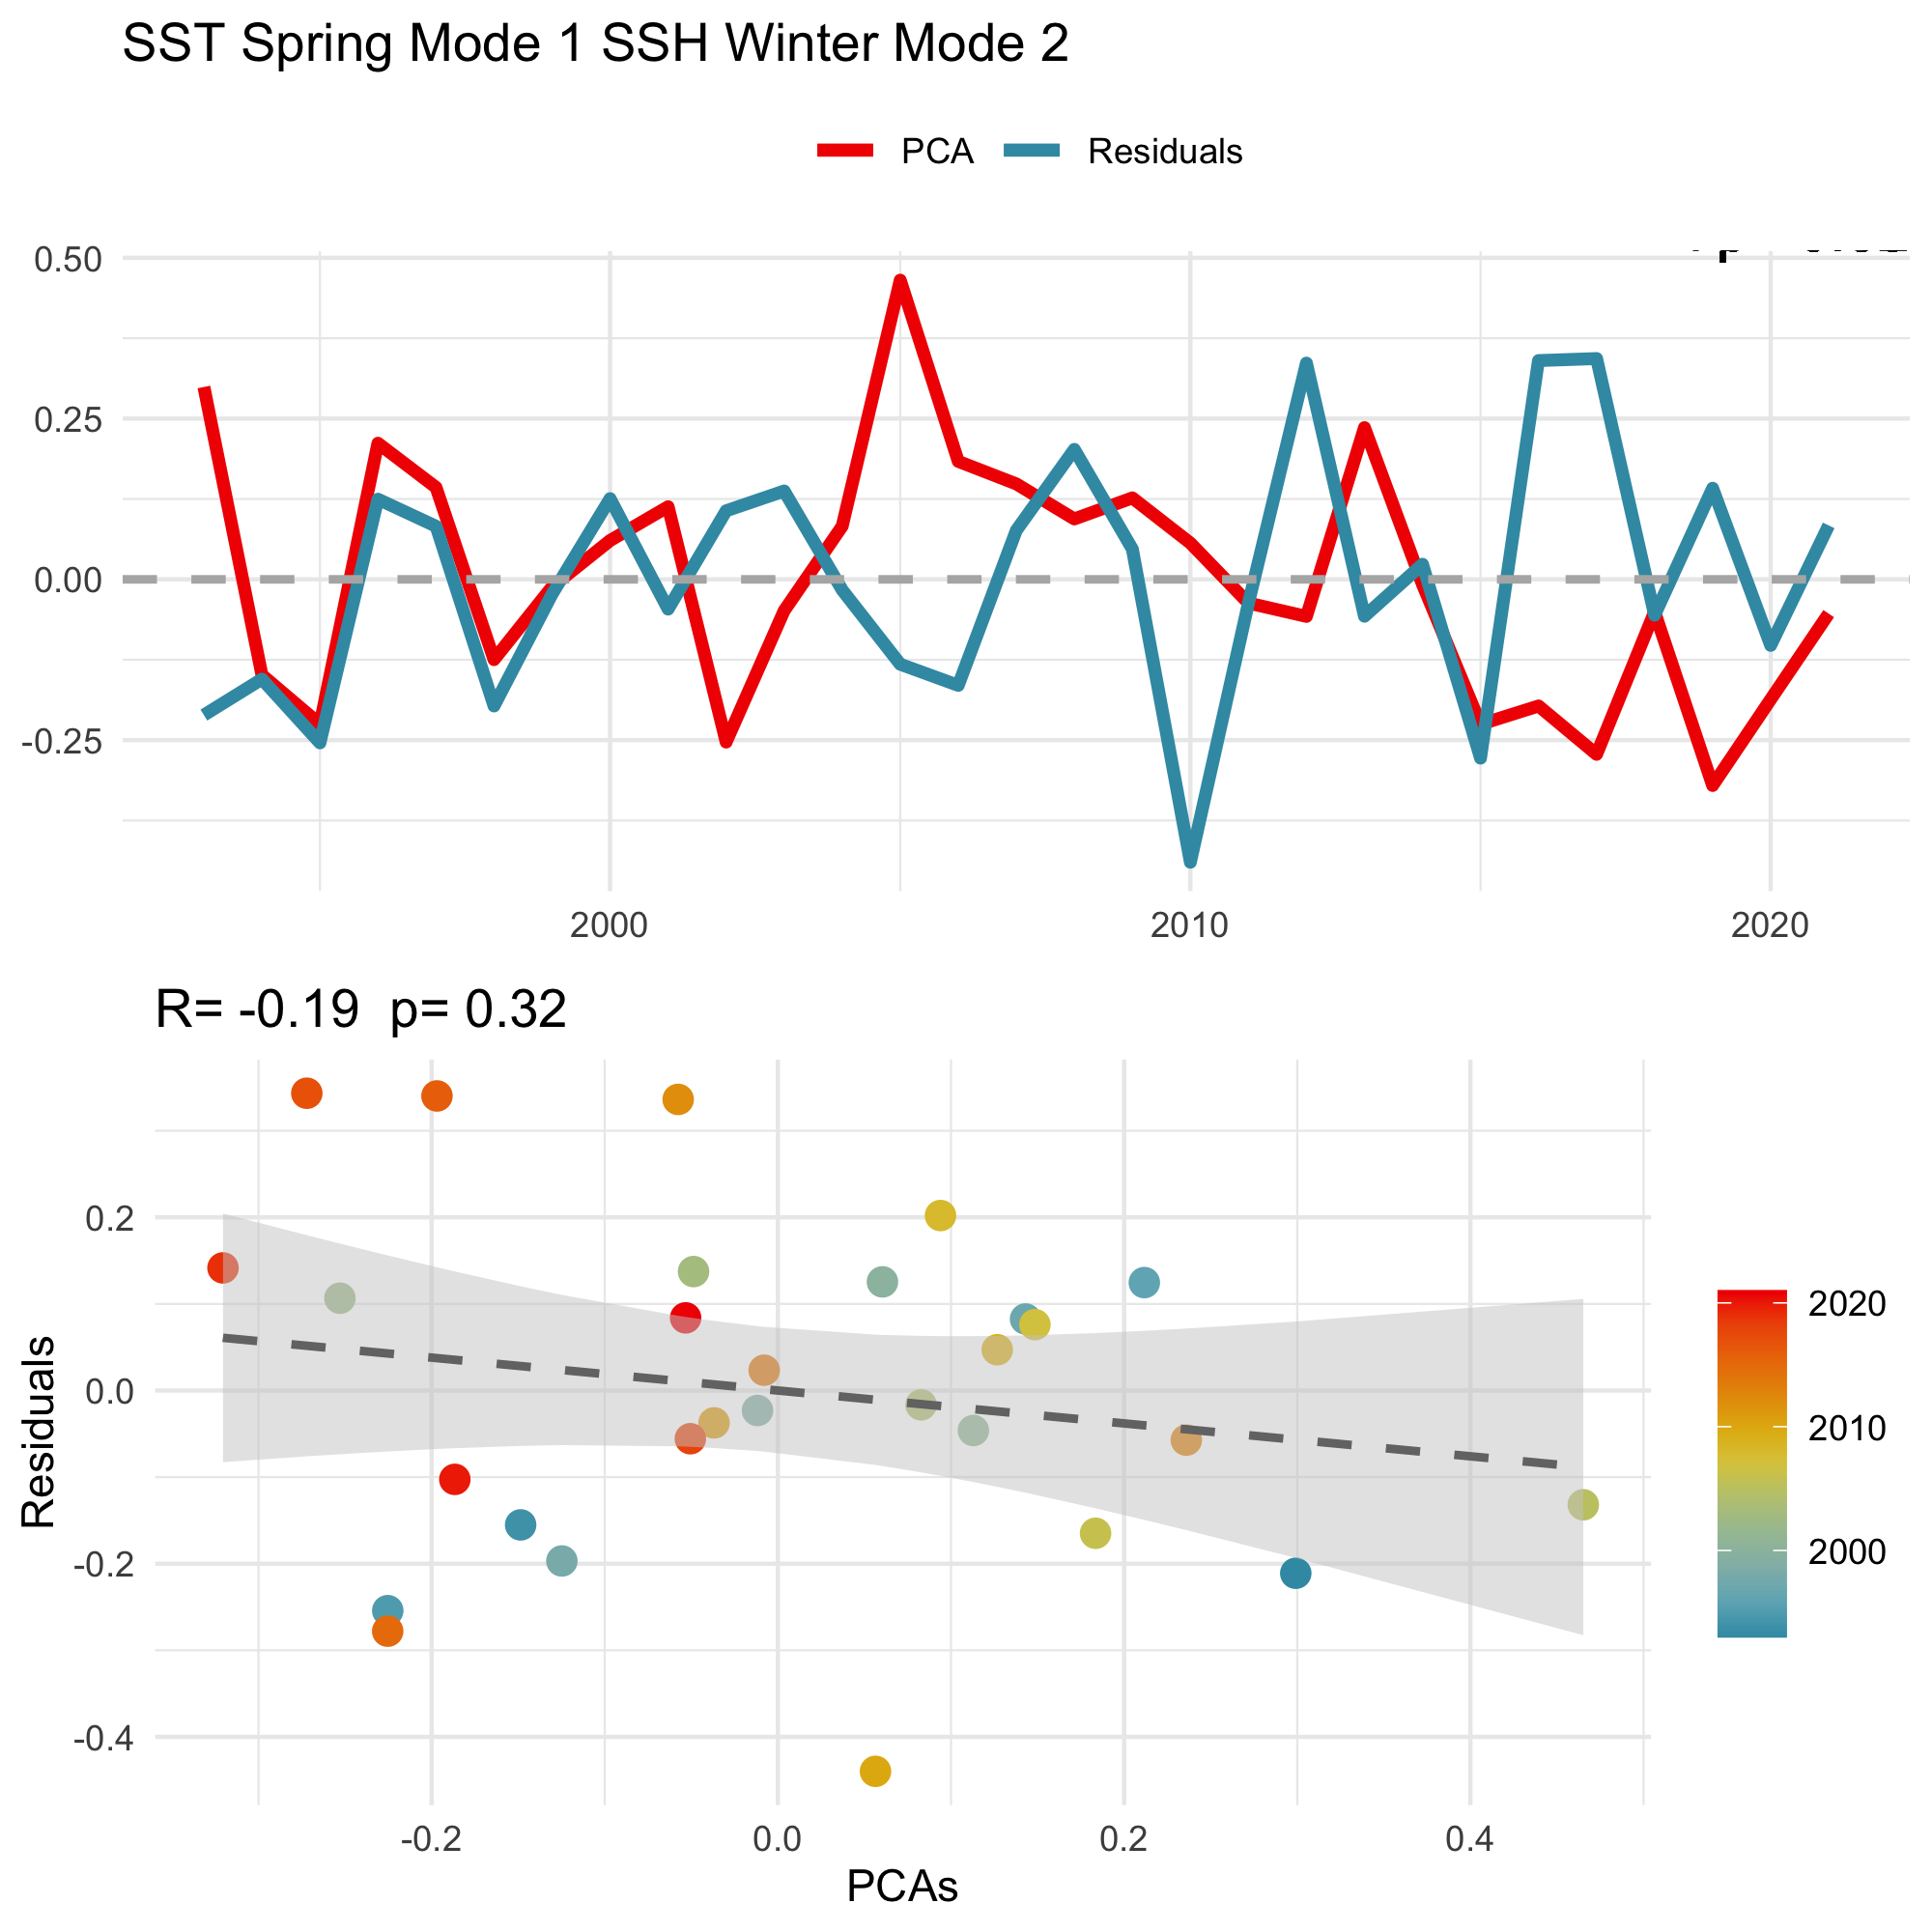 SST Spring Mode 1 SSH Winter Mode 2
PCA Residuals
0.50
0.25
0.00
-0.25
2000 2010 2020
R= -0.19 p= 0.32
Residuals
0.2
0.0
-0.2
-0.4
-0.2 0.0 0.2 0.4
PCAs
2020
2010
2000